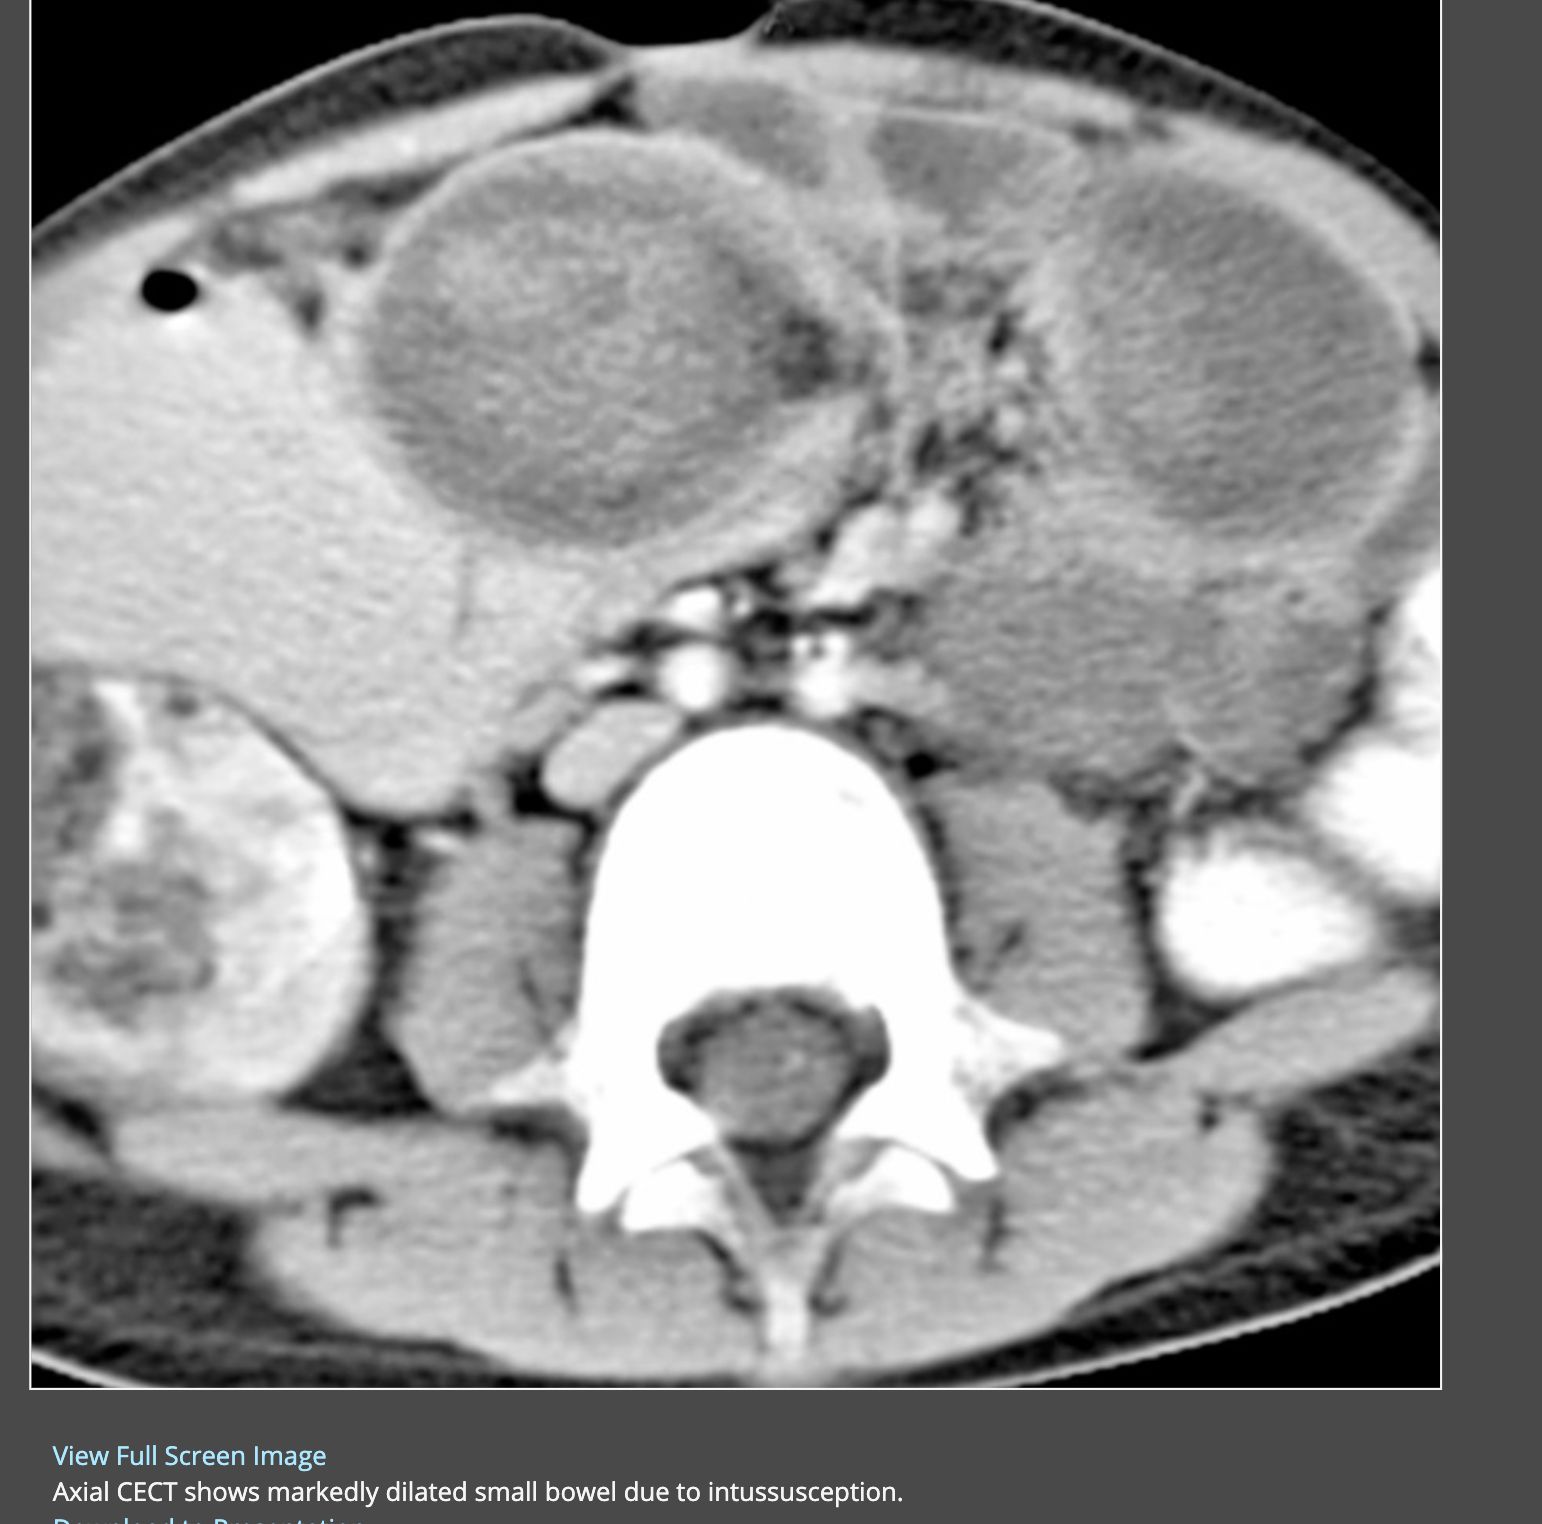 View Full Screen Image
Axial CECT shows markedly dilated small bowel due to intussusception.